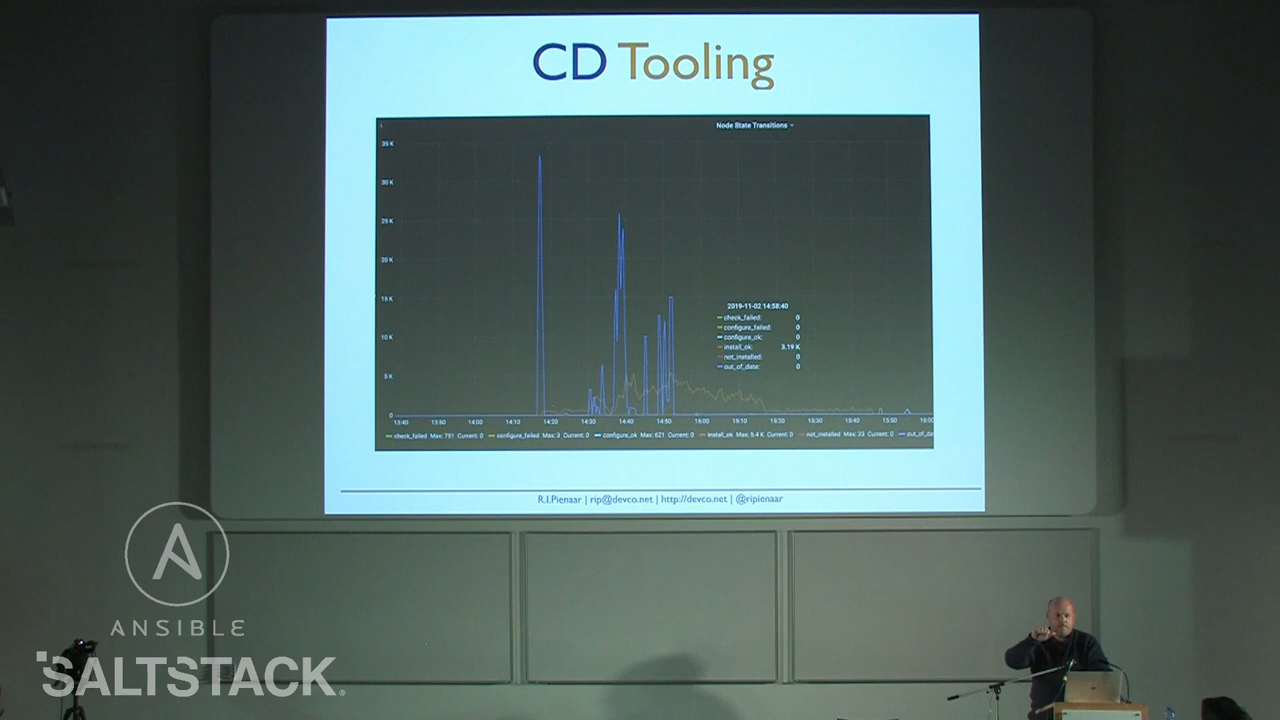 CD Tooling
Node State Transitions
35 K
30 K
25 K
20 K
15 K
10 K
5 K
0
2019-11-02 14:58:40
check_failed: 0
configure_failed: 0
configure_ok: 0
install_ok: 3.19 K
not_installed: 0
out_of_date: 0
13:40 13:50 14:00 14:10 14:20 14:30 14:40 14:50 15:00 15:10 15:20 15:30 15:40 15:50 16:00
check_failed Max: 751 Current: 0 configure_failed Max: 3 Current: 0 configure_ok Max: 621 Current: 0 install_ok Max: 5.4 K Current: 0 not_installed Max: 33 Current: 0 out_of_da
R.I.Pienaar | rip@devco.net | http://devco.net | @ripienaar
ANSIBLE
SALTSTACK